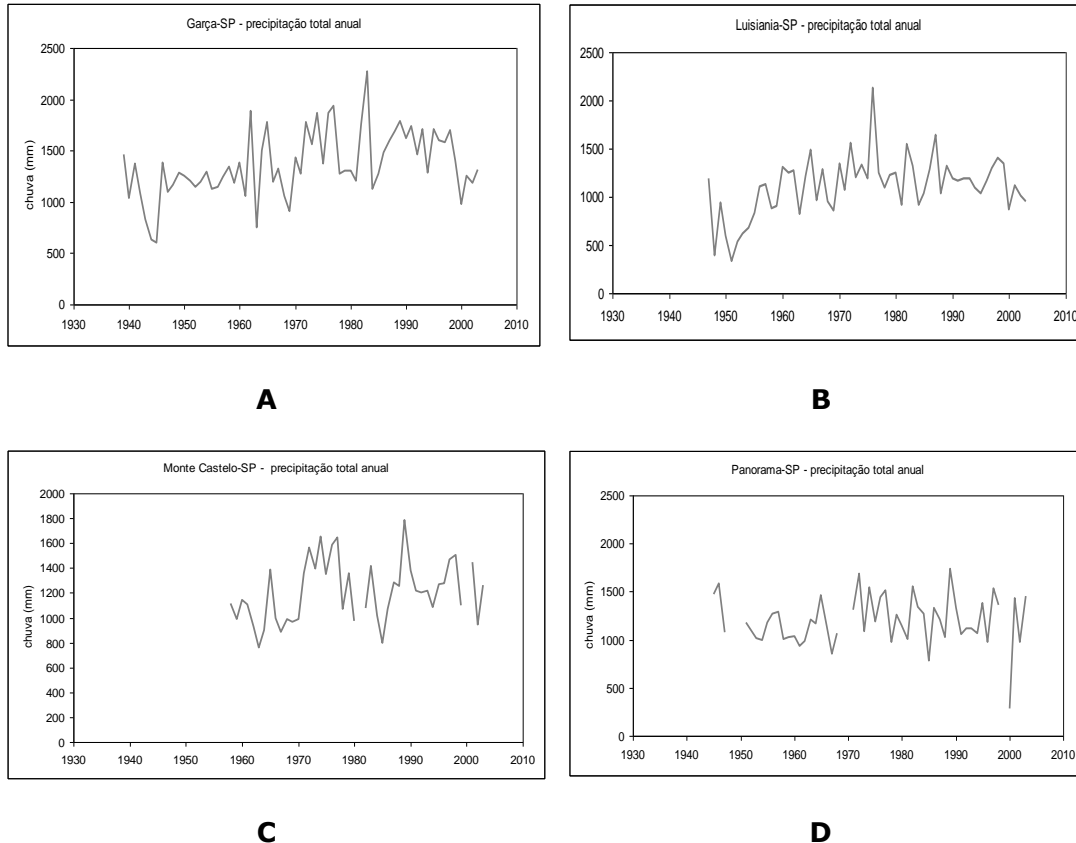 Garça-SP - precipitação total anual
chuva (mm)
2500
2000
1500
1000
500
0
1930 1940 1950 1960 1970 1980 1990 2000 2010
A
Luisiania-SP - precipitação total anual
2500
2000
1500
1000
500
0
1930 1940 1950 1960 1970 1980 1990 2000 2010
B
Monte Castelo-SP - precipitação total anual
chuva (mm)
2000
1800
1600
1400
1200
1000
800
600
400
200
0
1930 1940 1950 1960 1970 1980 1990 2000 2010
C
Panorama-SP - precipitação total anual
chuva (mm)
2500
2000
1500
1000
500
0
1930 1940 1950 1960 1970 1980 1990 2000 2010
D